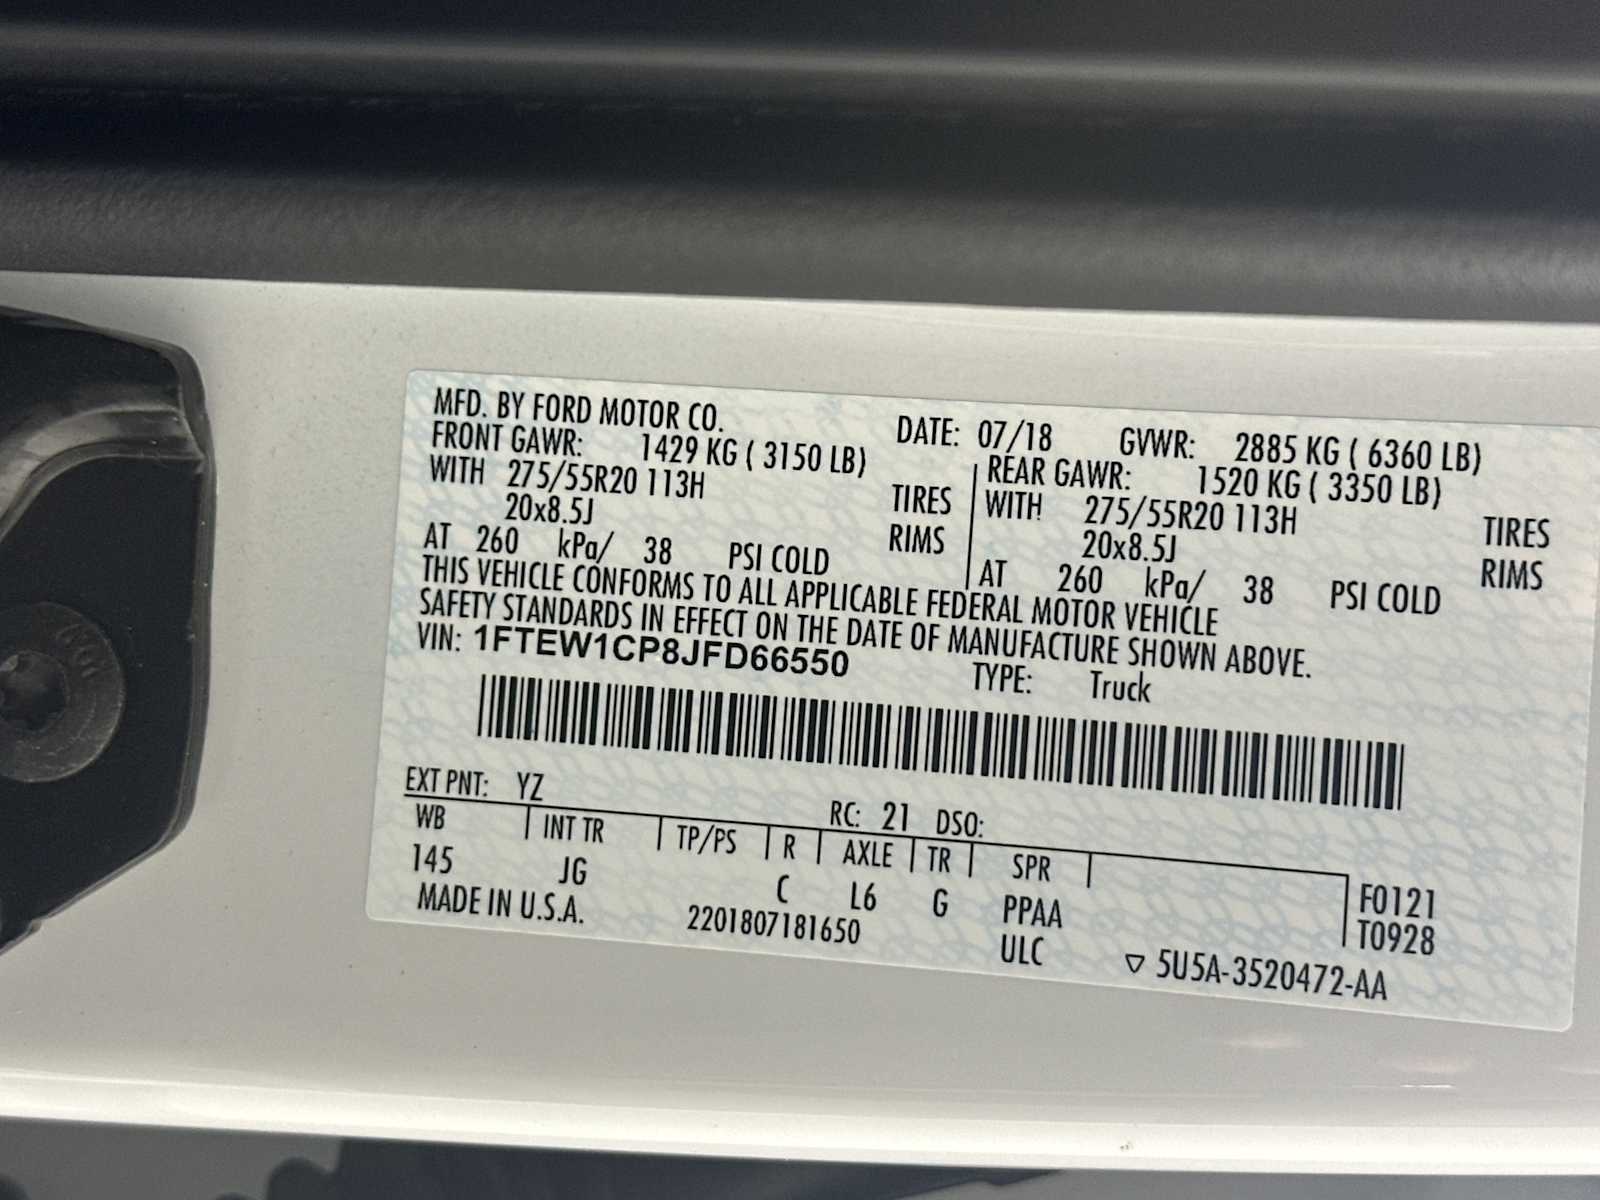 MFD. BY FORD MOTOR CO. DATE: 07/18 GVWR: 2885 KG ( 6360 LB)
FRONT GAWR: 1429 KG ( 3150 LB) REAR GAWR: 1520 KG ( 3350 LB)
WITH 275/55R20 113H TIRES WITH 275/55R20 113H TIRES
20x8.5J RIMS 20x8.5J RIMS
AT 260 kPa/ 38 PSI COLD AT 260 kPa/ 38 PSI COLD
THIS VEHICLE CONFORMS TO ALL APPLICABLE FEDERAL MOTOR VEHICLE
SAFETY STANDARDS IN EFFECT ON THE DATE OF MANUFACTURE SHOWN ABOVE.
VIN: 1FTEW1CP8JFD66550 TYPE: Truck
EXT PNT: YZ RC: 21 DSO:
WB INT TR TP/PS R AXLE TR SPR
145 JG C L6 G PPAA F0121
MADE IN U.S.A. 2201807181650 ULC T0928
▽ 5U5A-3520472-AA